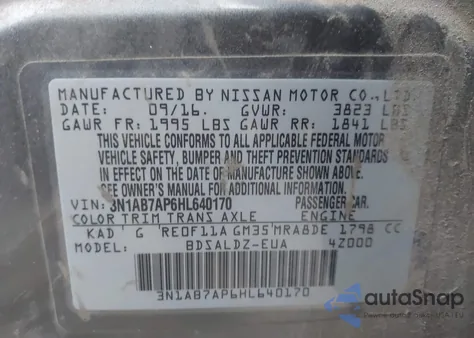 MANUFACTURED BY NISSAN MOTOR CO., LTD.
DATE: 09/16. GVWR: 3823 LBS
GAWR FR: 1995 LBS GAWR RR: 1841 LBS
THIS VEHICLE CONFORMS TO ALL APPLICABLE FEDERAL MOTOR
VEHICLE SAFETY, BUMPER AND THEFT PREVENTION STANDARDS
IN EFFECT ON THE DATE OF MANUFACTURE SHOWN ABOVE.
SEE OWNER'S MANUAL FOR ADDITIONAL INFORMATION.
VIN: 3N1AB7AP6HL640170 PASSENGER CAR.
COLOR TRIM TRANS AXLE ENGINE
KAD G RE0F11A GM35 MRA8DE 1798 CC
MODEL: BDSALDZ-EUA 4Z000
3N1AB7AP6HL640170
autoSnap